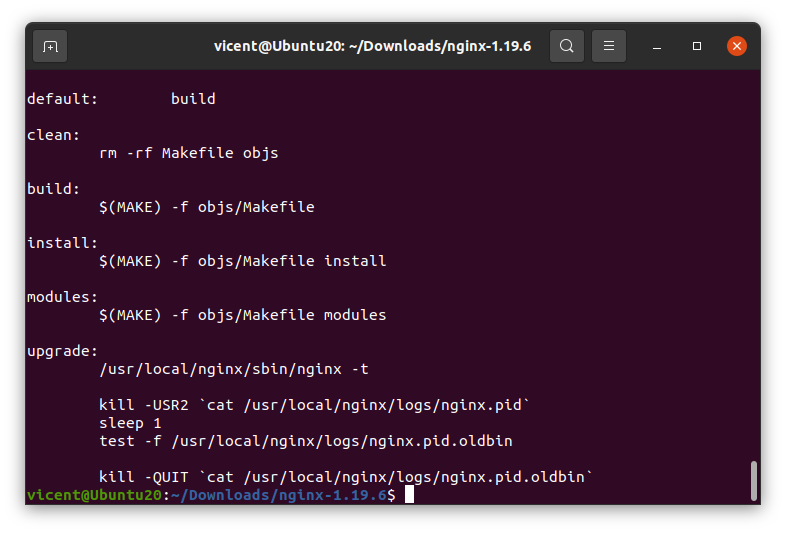 vicent@Ubuntu20: ~/Downloads/nginx-1.19.6
default:        build
clean:
        rm -rf Makefile objs
build:
        $(MAKE) -f objs/Makefile
install:
        $(MAKE) -f objs/Makefile install
modules:
        $(MAKE) -f objs/Makefile modules
upgrade:
        /usr/local/nginx/sbin/nginx -t
        kill -USR2 `cat /usr/local/nginx/logs/nginx.pid`
        sleep 1
        test -f /usr/local/nginx/logs/nginx.pid.oldbin
        kill -QUIT `cat /usr/local/nginx/logs/nginx.pid.oldbin`
vicent@Ubuntu20:~/Downloads/nginx-1.19.6$